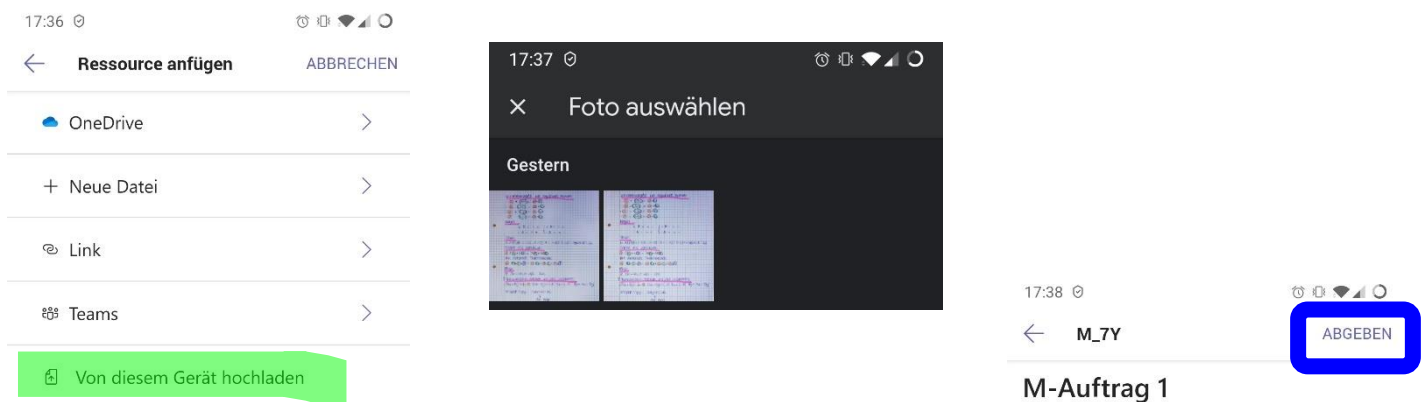 17:36
Ressource anfügen
ABBRECHEN
OneDrive
Neue Datei
Link
Teams
Von diesem Gerät hochladen
17:37
Foto auswählen
Gestern
17:38
M_7Y
ABGEBEN
M-Auftrag 1